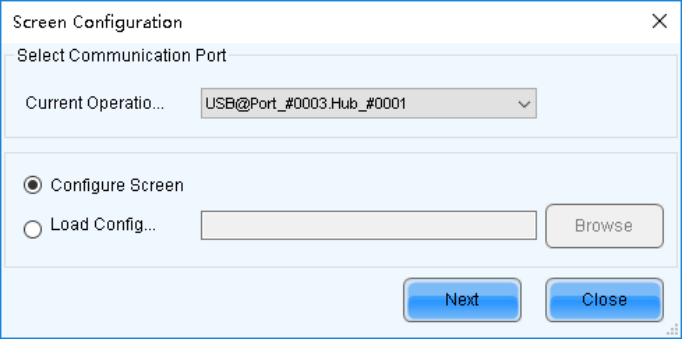 Screen Configuration
Select Communication Port
Current Operatio... USB@Port_#0003.Hub_#0001
Configure Screen
Load Config... Browse
Next Close